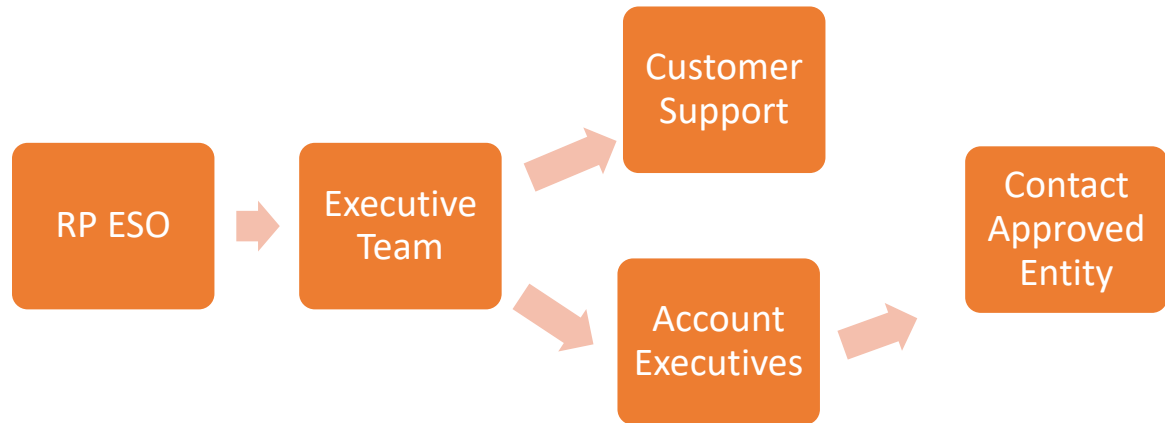 RP ESO
Executive
Team
Customer
Support
Account
Executives
Contact
Approved
Entity